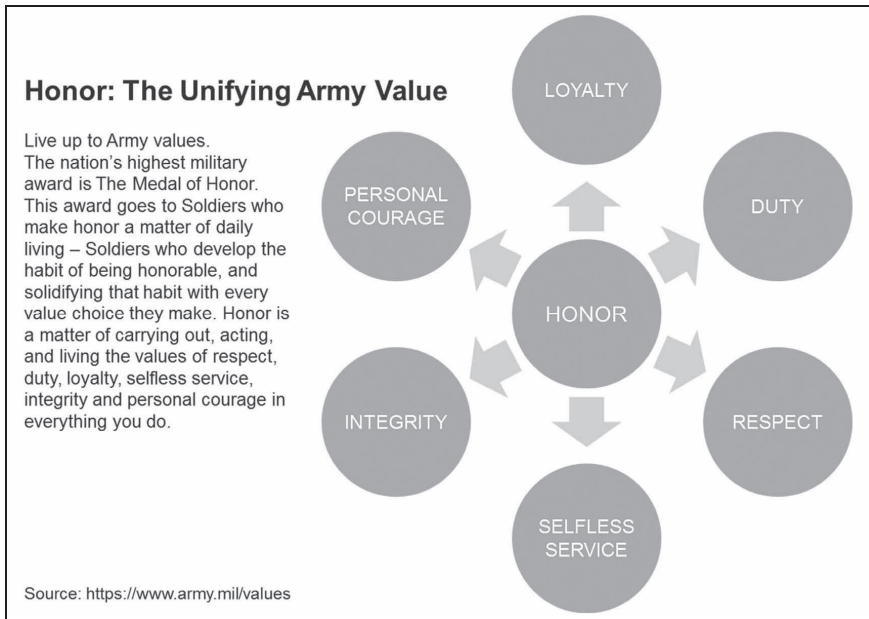 Honor: The Unifying Army Value
Live up to Army values.
The nation's highest military
award is The Medal of Honor.
This award goes to Soldiers who
make honor a matter of daily
living – Soldiers who develop the
habit of being honorable, and
solidifying that habit with every
value choice they make. Honor is
a matter of carrying out, acting,
and living the values of respect,
duty, loyalty, selfless service,
integrity and personal courage in
everything you do.
LOYALTY
PERSONAL
COURAGE
DUTY
HONOR
INTEGRITY
RESPECT
SELFLESS
SERVICE
Source: https://www.army.mil/values